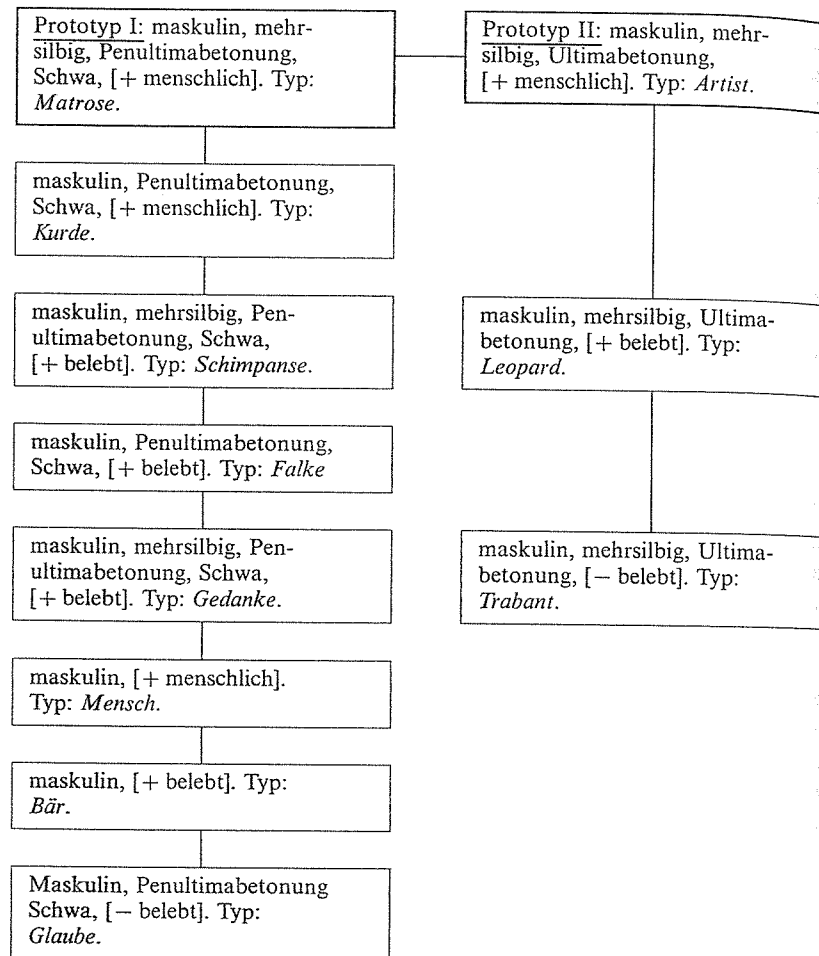 Prototyp I: maskulin, mehr-
silbig, Penultimabetonung,
Schwa, [+ menschlich]. Typ:
Matrose.
Prototyp II: maskulin, mehr-
silbig, Ultimabetonung,
[+ menschlich]. Typ: Artist.
maskulin, Penultimabetonung,
Schwa, [+ menschlich]. Typ:
Kurde.
maskulin, mehrsilbig, Pen-
ultimabetonung, Schwa,
[+ belebt]. Typ: Schimpanse.
maskulin, mehrsilbig, Ultima-
betonung, [+ belebt]. Typ:
Leopard.
maskulin, Penultimabetonung,
Schwa, [+ belebt]. Typ: Falke
maskulin, mehrsilbig, Pen-
ultimabetonung, Schwa,
[+ belebt]. Typ: Gedanke.
maskulin, mehrsilbig, Ultima-
betonung, [− belebt]. Typ:
Trabant.
maskulin, [+ menschlich].
Typ: Mensch.
maskulin, [+ belebt]. Typ:
Bär.
Maskulin, Penultimabetonung
Schwa, [− belebt]. Typ:
Glaube.